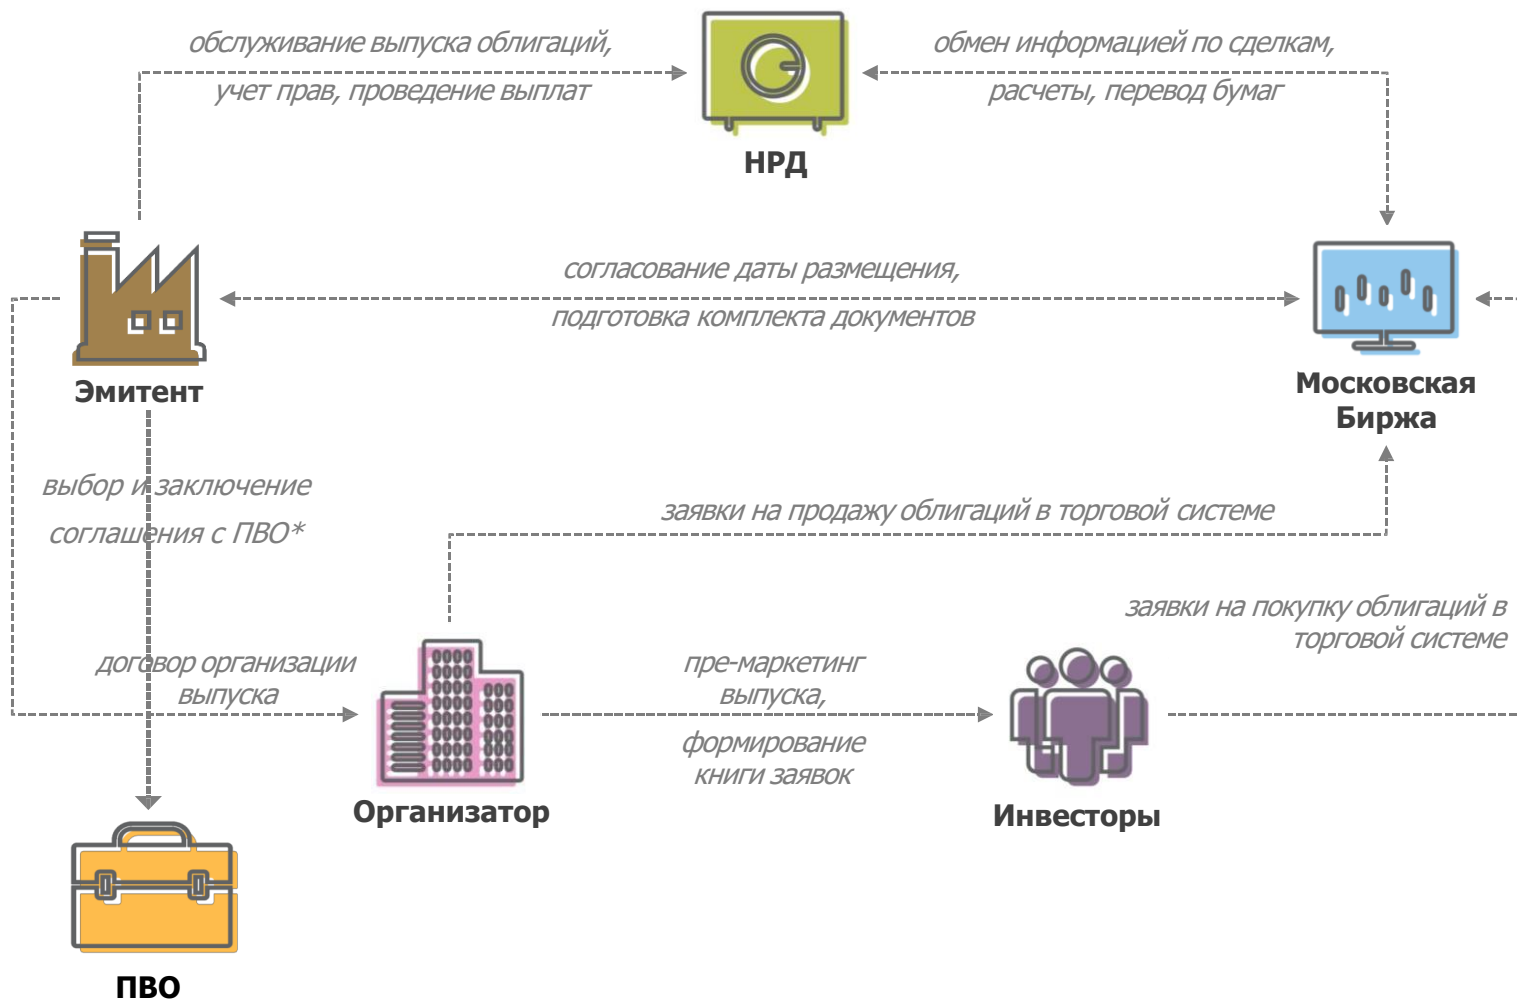 обслуживание выпуска облигаций,
учет прав, проведение выплат
обмен информацией по сделкам,
расчеты, перевод бумаг
НРД
согласование даты размещения,
подготовка комплекта документов
Эмитент
Московская
Биржа
выбор и заключение
соглашения с ПВО*
заявки на продажу облигаций в торговой системе
заявки на покупку облигаций в
торговой системе
договор организации
выпуска
пре-маркетинг
выпуска,
формирование
книги заявок
Организатор
Инвесторы
ПВО